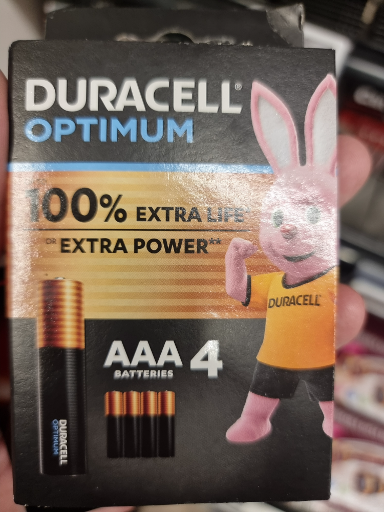 DURACELL®
OPTIMUM
100% EXTRA LIFE*
OR EXTRA POWER**
DURACELL
AAA 4
BATTERIES
DURACELL
OPTIMUM